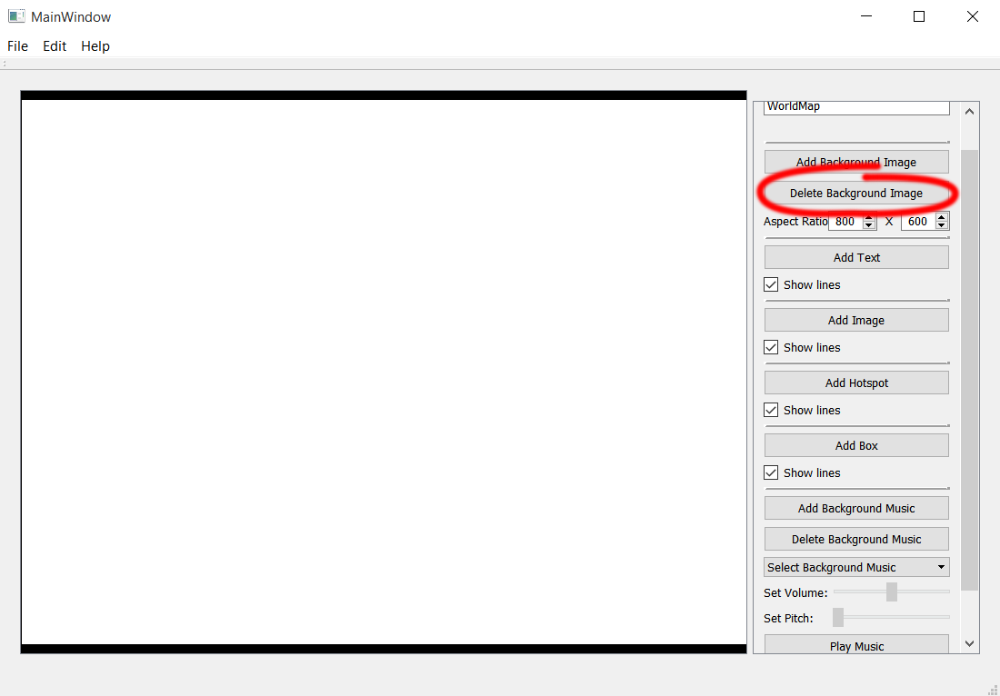 MainWindow
File Edit Help
WorldMap
Add Background Image
Delete Background Image
Aspect Ratio 800 X 600
Add Text
Show lines
Add Image
Show lines
Add Hotspot
Show lines
Add Box
Show lines
Add Background Music
Delete Background Music
Select Background Music
Set Volume:
Set Pitch:
Play Music